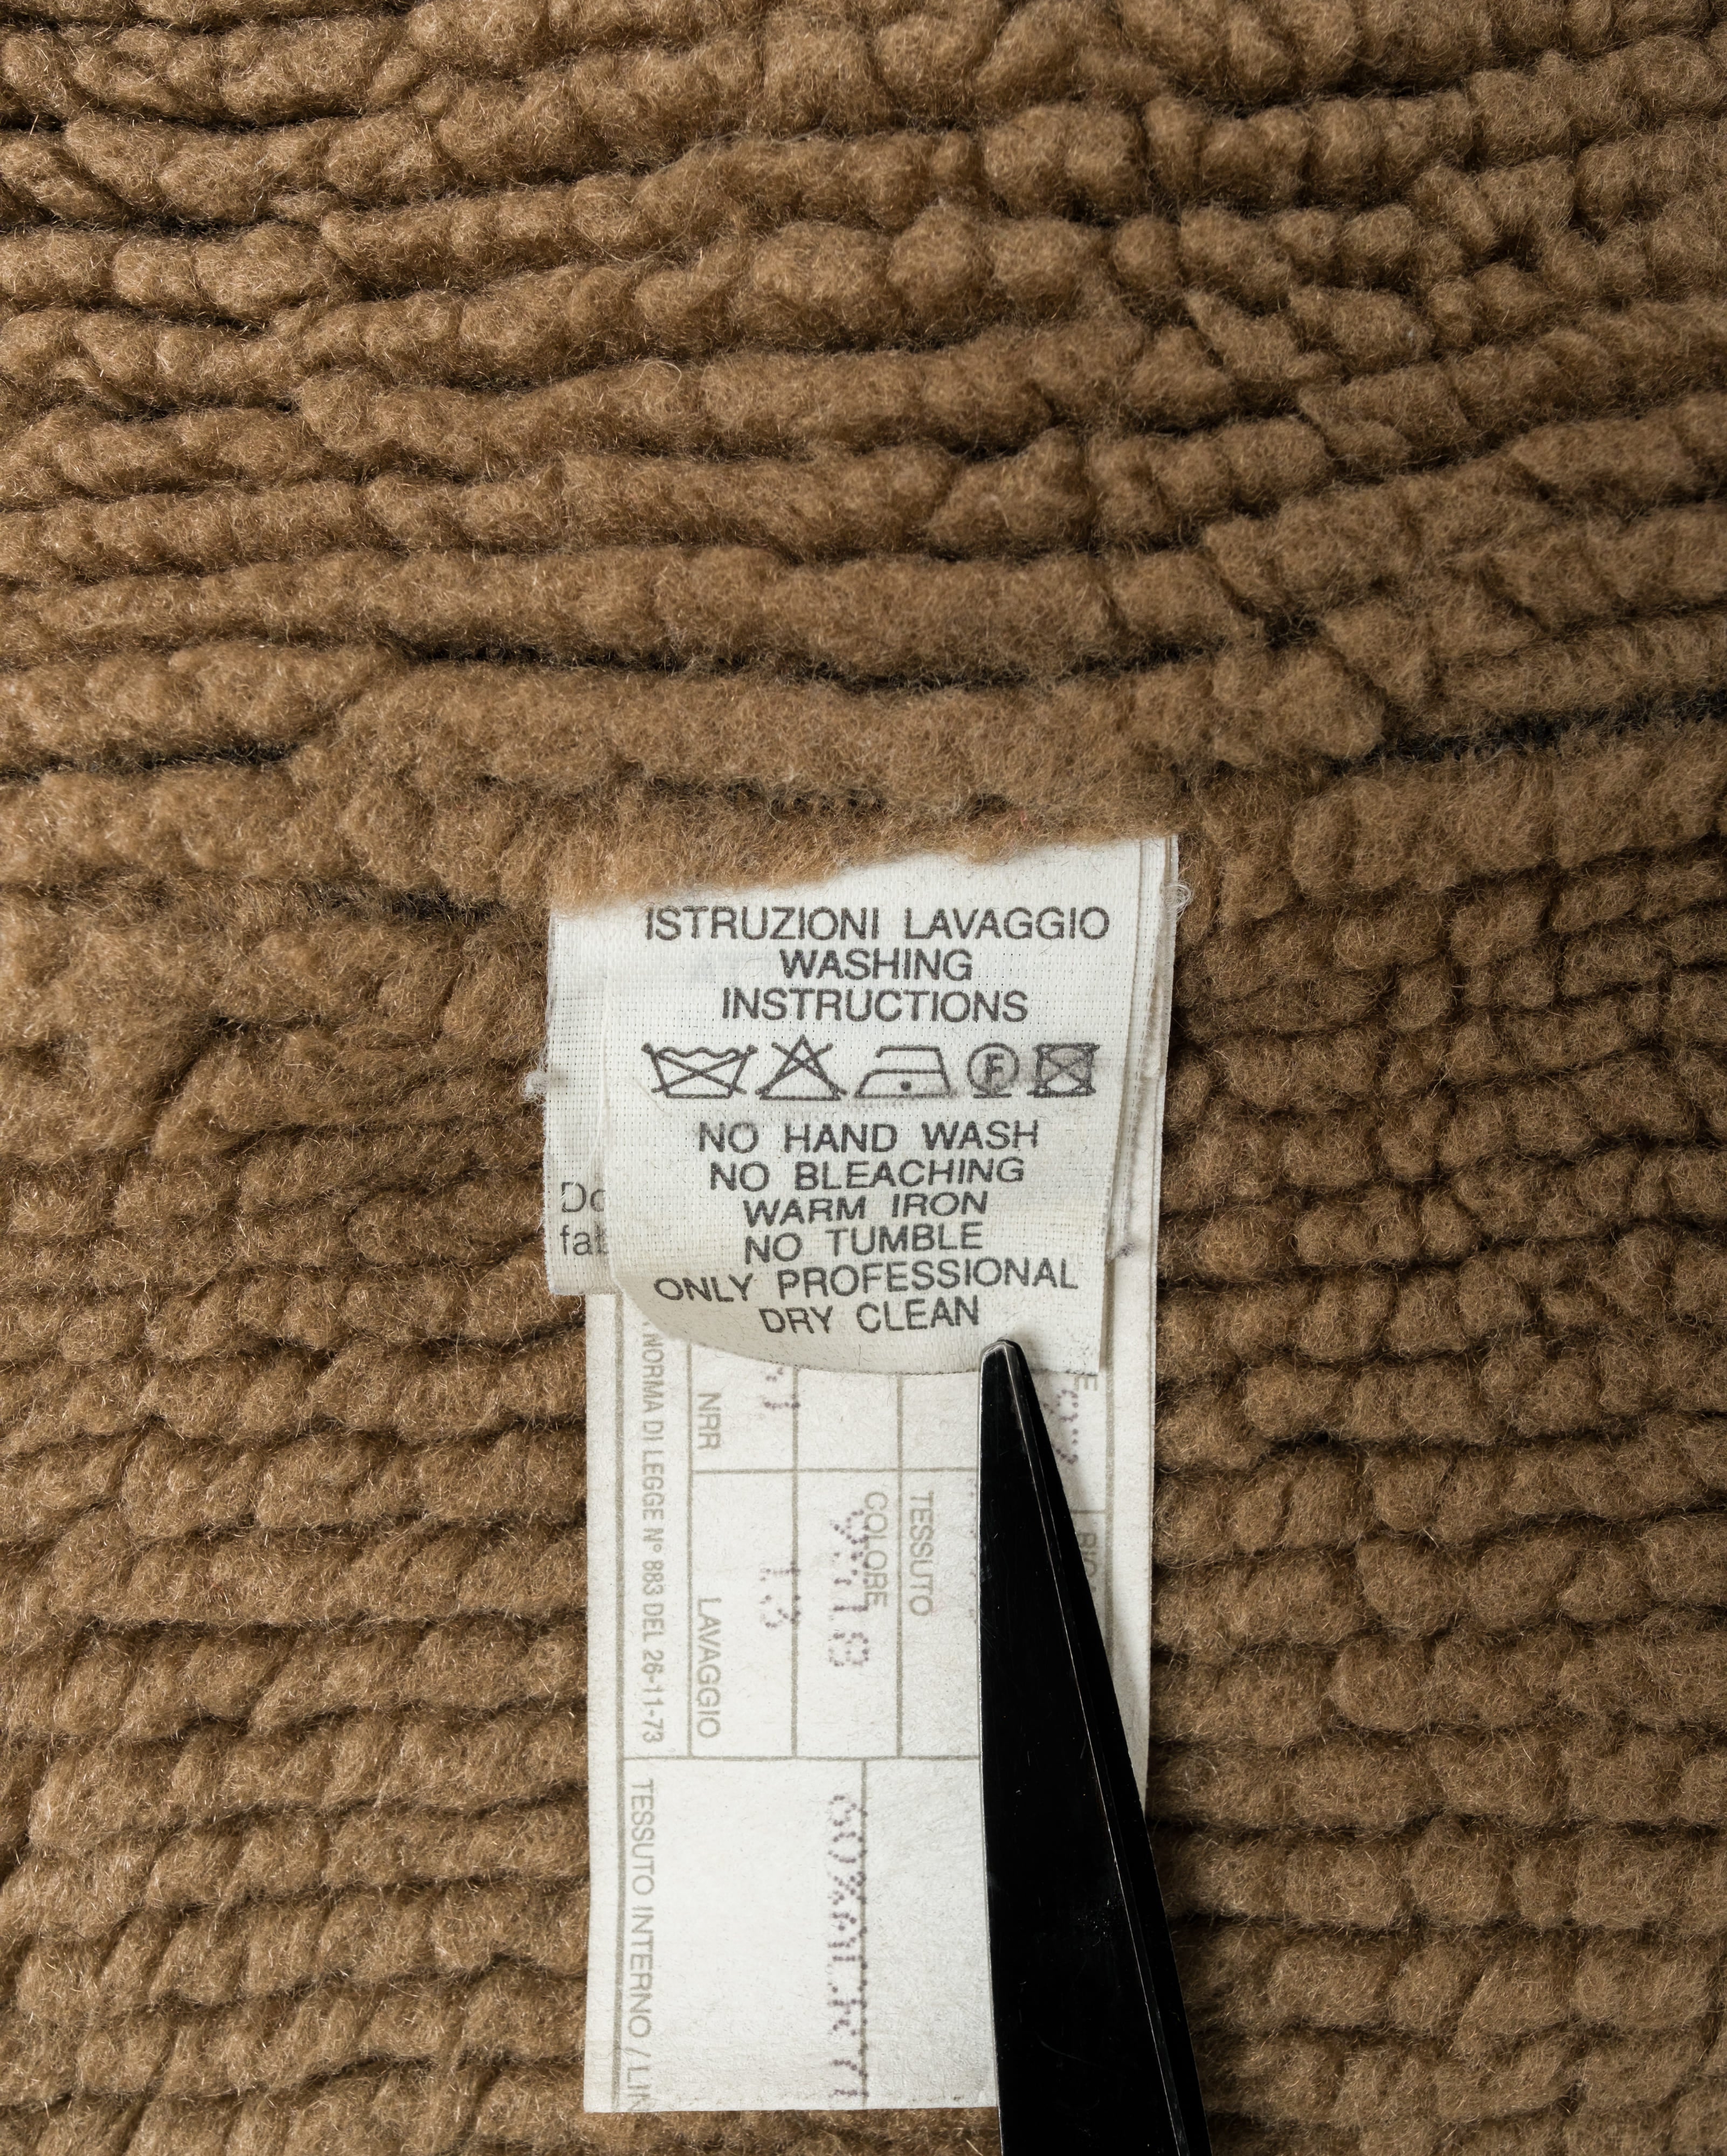 ISTRUZIONI LAVAGGIO
WASHING
INSTRUCTIONS
F
NO HAND WASH
NO BLEACHING
WARM IRON
NO TUMBLE
ONLY PROFESSIONAL
DRY CLEAN
NORMA DI LEGGE N° 883 DEL 26-11-73
NRR
LAVAGGIO
COLORE
TESSUTO
TESSUTO INTERNO /